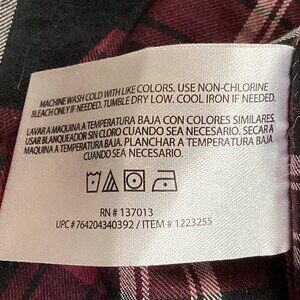 MACHINE WASH COLD WITH LIKE COLORS. USE NON-CHLORINE
BLEACH ONLY IF NEEDED. TUMBLE DRY LOW. COOL IRON IF NEEDED.
LAVAR A MAQUINA A TEMPERATURA BAJA CON COLORES SIMILARES.
USAR BLANQUEADOR SIN CLORO CUANDO SEA NECESARIO. SECAR A
MAQUINA A TEMPERATURA BAJA. PLANCHAR A TEMPERATURA BAJA
CUANDO SEA NECESARIO.
RN # 137013
UPC # 764204340392 / ITEM # 1223255